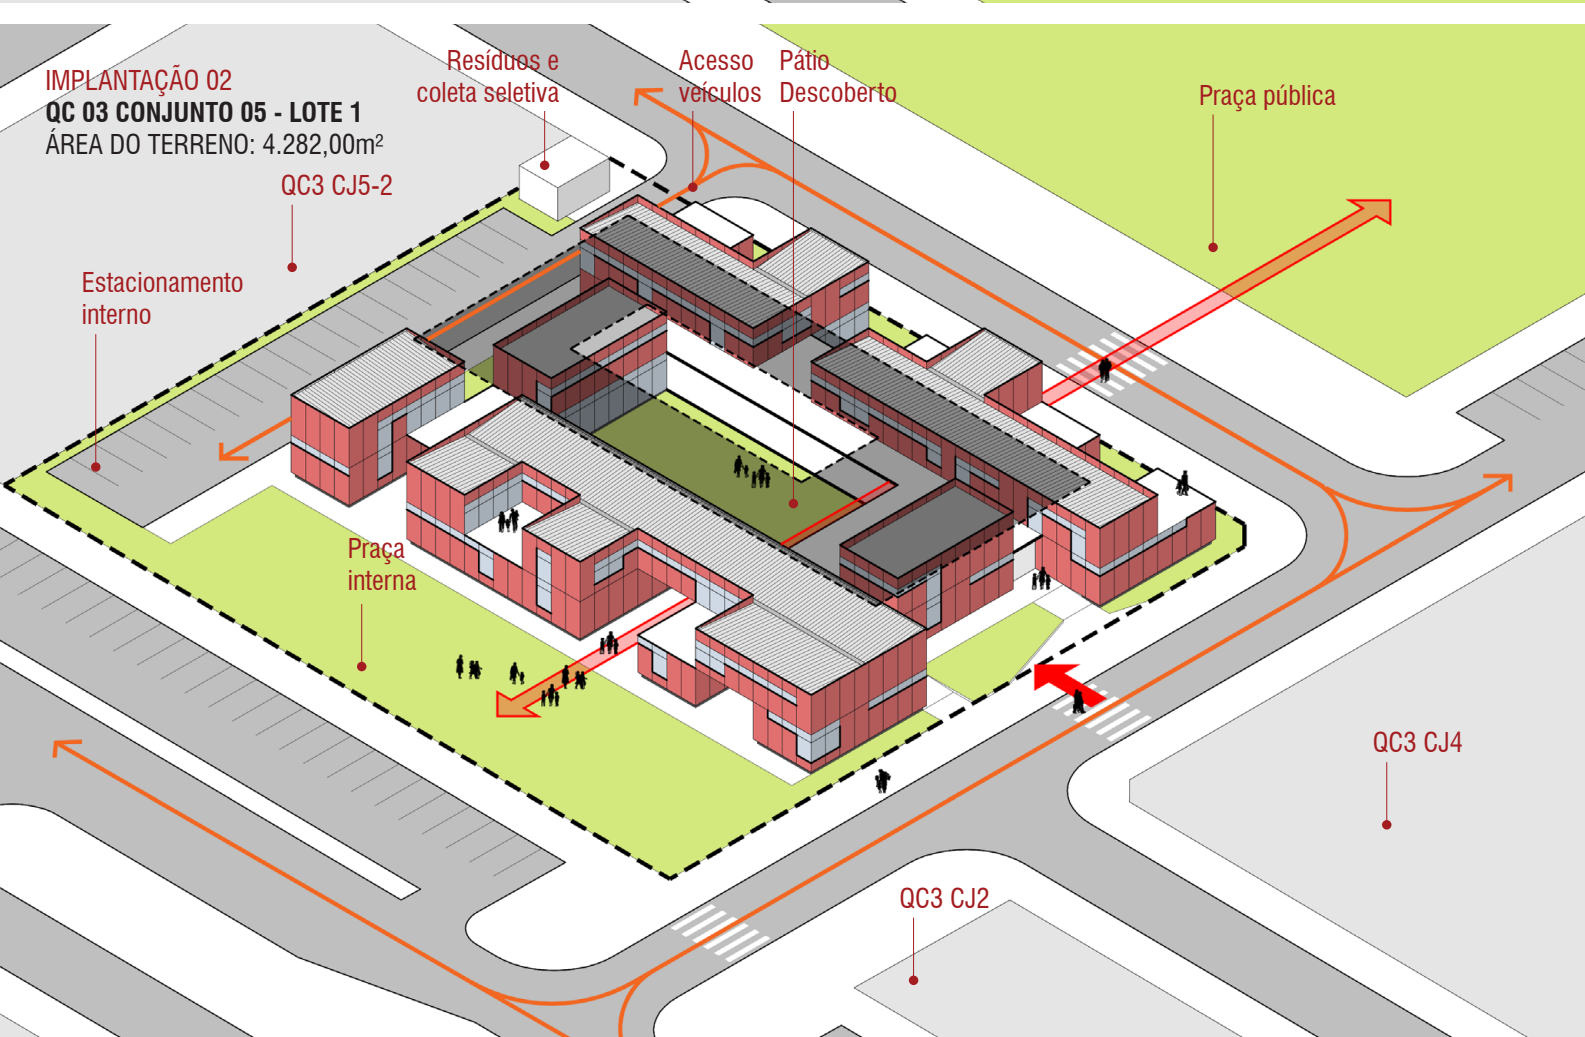 IMPLANTAÇÃO 02
QC 03 CONJUNTO 05 - LOTE 1
ÁREA DO TERRENO: 4.282,00m²
Resíduos e
coleta seletiva
Acesso
veículos
Pátio
Descoberto
Praça pública
QC3 CJ5-2
Estacionamento
interno
Praça
interna
QC3 CJ4
QC3 CJ2